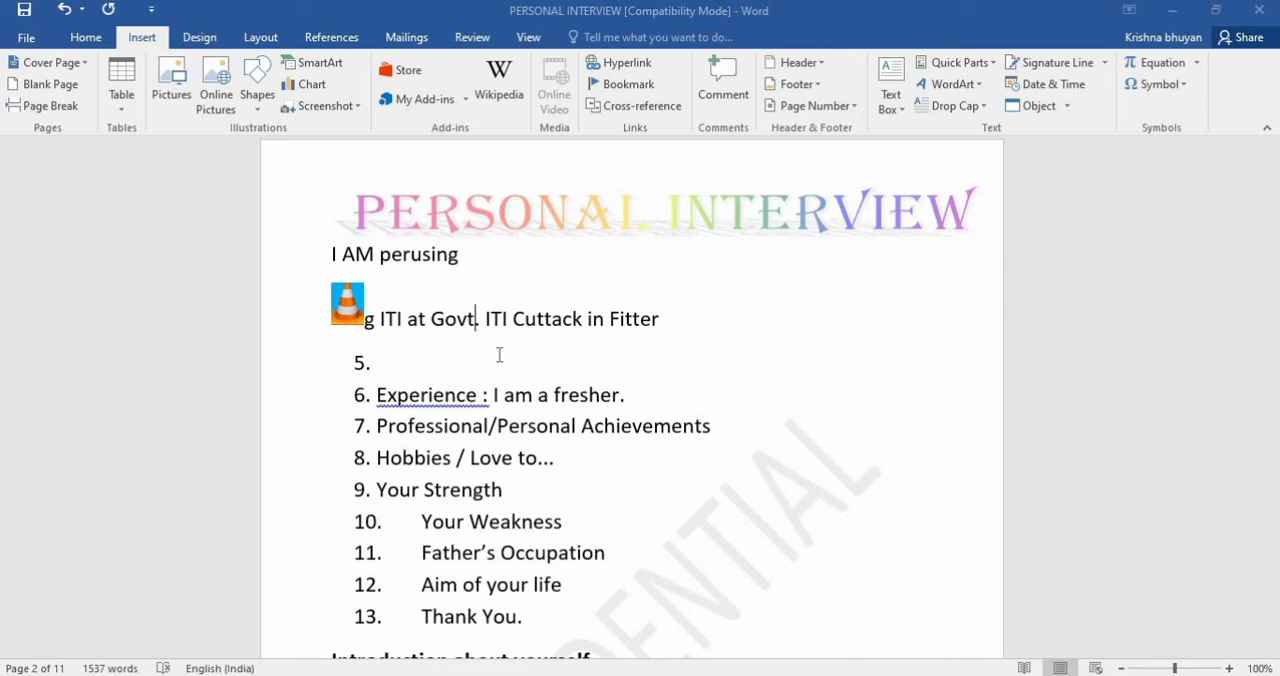 PERSONAL INTERVIEW [Compatibility Mode] - Word
File Home Insert Design Layout References Mailings Review View Tell me what you want to do... Krishna bhuyan Share
Cover Page
Blank Page
Page Break
Pages
Table
Tables
Pictures
Online Pictures
Shapes
SmartArt
Chart
Screenshot
Illustrations
Store
My Add-ins
W
Wikipedia
Add-ins
Online Video
Media
Hyperlink
Bookmark
Cross-reference
Links
Comment
Comments
Header
Footer
Page Number
Header & Footer
A
Text Box
Quick Parts
WordArt
Drop Cap
Signature Line
Date & Time
Object
Text
π Equation
Ω Symbol
Symbols
PERSONAL INTERVIEW
I AM perusing
g ITI at Govt. ITI Cuttack in Fitter
5.
6. Experience : I am a fresher.
7. Professional/Personal Achievements
8. Hobbies / Love to...
9. Your Strength
10. Your Weakness
11. Father’s Occupation
12. Aim of your life
13. Thank You.
Introduction about yourself
Page 2 of 11 1537 words English (India) 100%